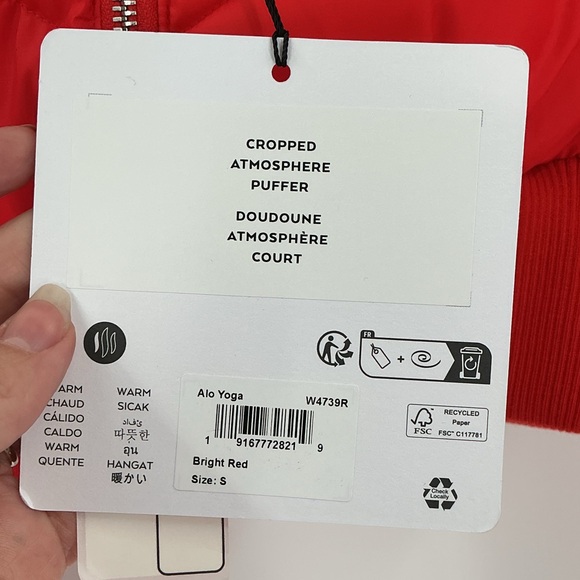 CROPPED
ATMOSPHERE
PUFFER
DOUDOUNE
ATMOSPHÈRE
COURT
FR
+
WARM
CHAUD
CÁLIDO
CALDO
WARM
QUENTE
WARM
SICAK
따뜻한
อุ่น
HANGAT
暖かい
Alo Yoga W4739R
1 9167772821 9
Bright Red
Size: S
FSC
RECYCLED
Paper
FSC® C117781
Check
Locally